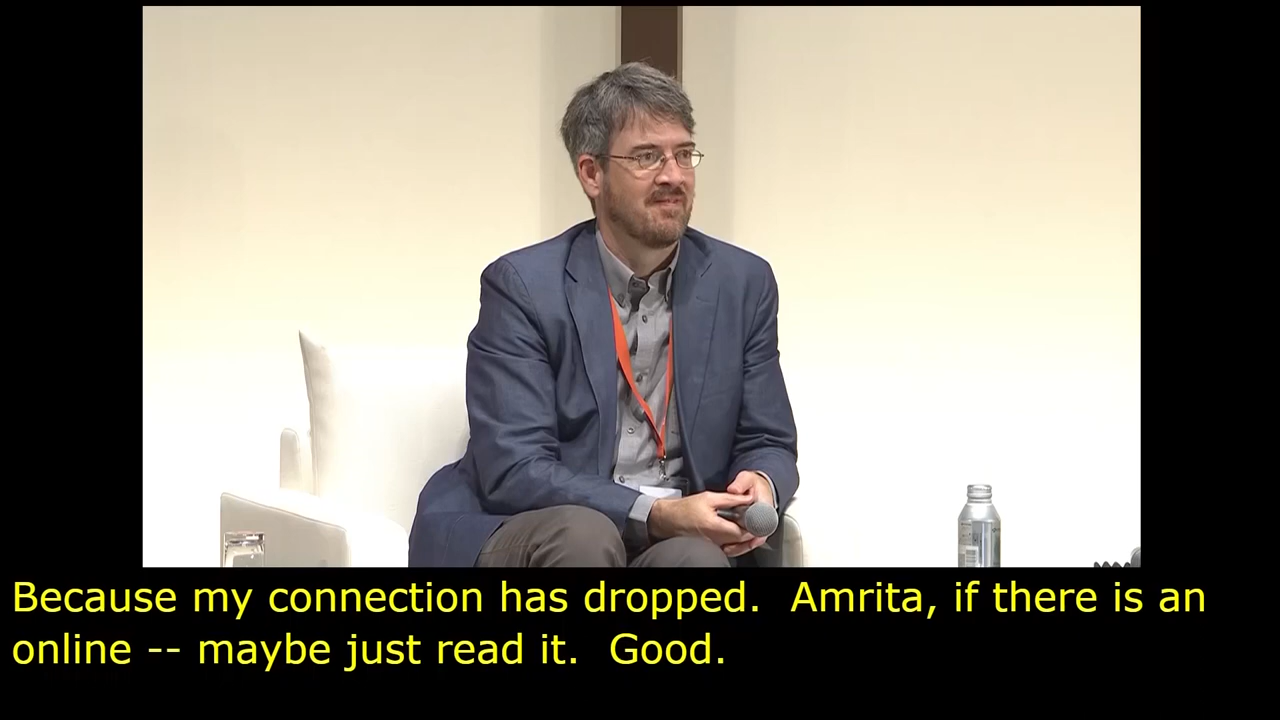 Because my connection has dropped.  Amrita, if there is an
online -- maybe just read it.  Good.